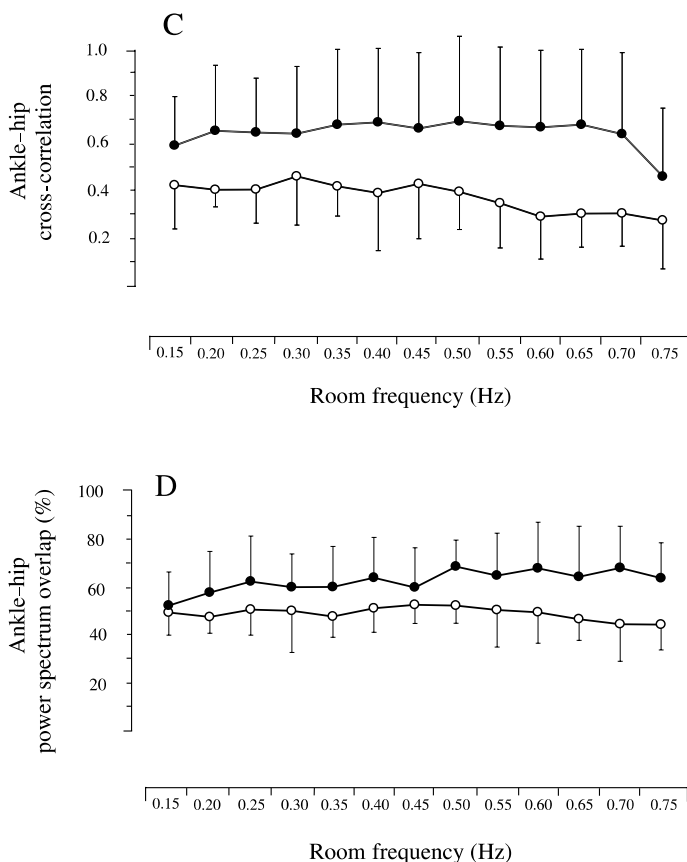 C
Ankle–hip
cross-correlation
1.0
0.8
0.6
0.4
0.2
0.15 0.20 0.25 0.30 0.35 0.40 0.45 0.50 0.55 0.60 0.65 0.70 0.75
Room frequency (Hz)
D
Ankle–hip
power spectrum overlap (%)
100
80
60
40
20
0.15 0.20 0.25 0.30 0.35 0.40 0.45 0.50 0.55 0.60 0.65 0.70 0.75
Room frequency (Hz)